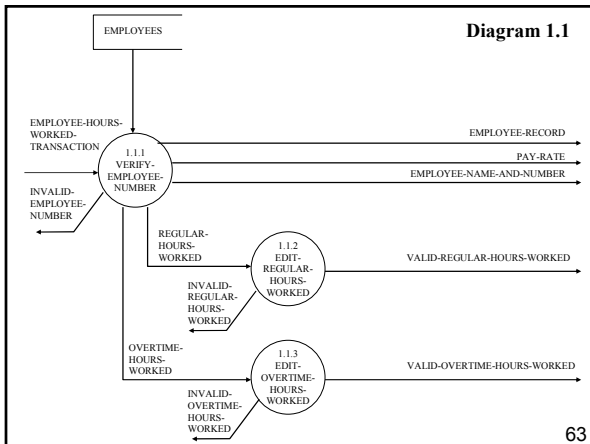 Diagram 1.1
EMPLOYEES
EMPLOYEE-HOURS-
WORKED-
TRANSACTION
1.1.1
VERIFY-
EMPLOYEE-
NUMBER
EMPLOYEE-RECORD
PAY-RATE
EMPLOYEE-NAME-AND-NUMBER
INVALID-
EMPLOYEE-
NUMBER
REGULAR-
HOURS-
WORKED
1.1.2
EDIT-
REGULAR-
HOURS-
WORKED
VALID-REGULAR-HOURS-WORKED
INVALID-
REGULAR-
HOURS-
WORKED
OVERTIME-
HOURS-
WORKED
1.1.3
EDIT-
OVERTIME-
HOURS-
WORKED
VALID-OVERTIME-HOURS-WORKED
INVALID-
OVERTIME-
HOURS-
WORKED
63